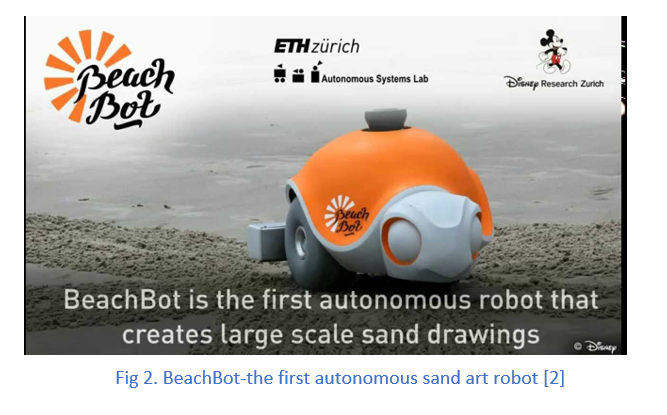 Beach
Bot
ETH zürich
Autonomous Systems Lab
Disney Research Zurich
Beach
Bot
BeachBot is the first autonomous robot that
creates large scale sand drawings
© Disney
Fig 2. BeachBot-the first autonomous sand art robot [2]